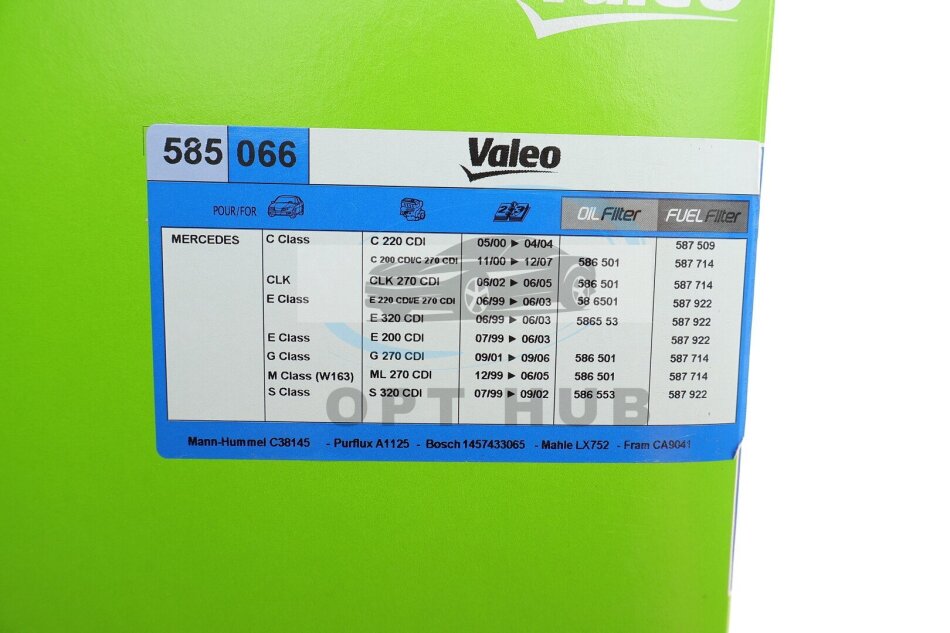 Valeo
585 066 Valeo
POUR/FOR OIL Filter FUEL Filter
MERCEDES C Class C 220 CDI 05/00 ► 04/04 587 509
C 200 CDI/C 270 CDI 11/00 ► 12/07 586 501 587 714
CLK CLK 270 CDI 06/02 ► 06/05 586 501 587 714
E Class E 220 CDI/E 270 CDI 06/99 ► 06/03 58 6501 587 922
E 320 CDI 06/99 ► 06/03 5865 53 587 922
E Class E 200 CDI 07/99 ► 06/03 587 922
G Class G 270 CDI 09/01 ► 09/06 586 501 587 714
M Class (W163) ML 270 CDI 12/99 ► 06/05 586 501 587 714
S Class S 320 CDI 07/99 ► 09/02 586 553 587 922
OPT HUB
Mann-Hummel C38145 - Purflux A1125 - Bosch 1457433065 - Mahle LX752 - Fram CA9041